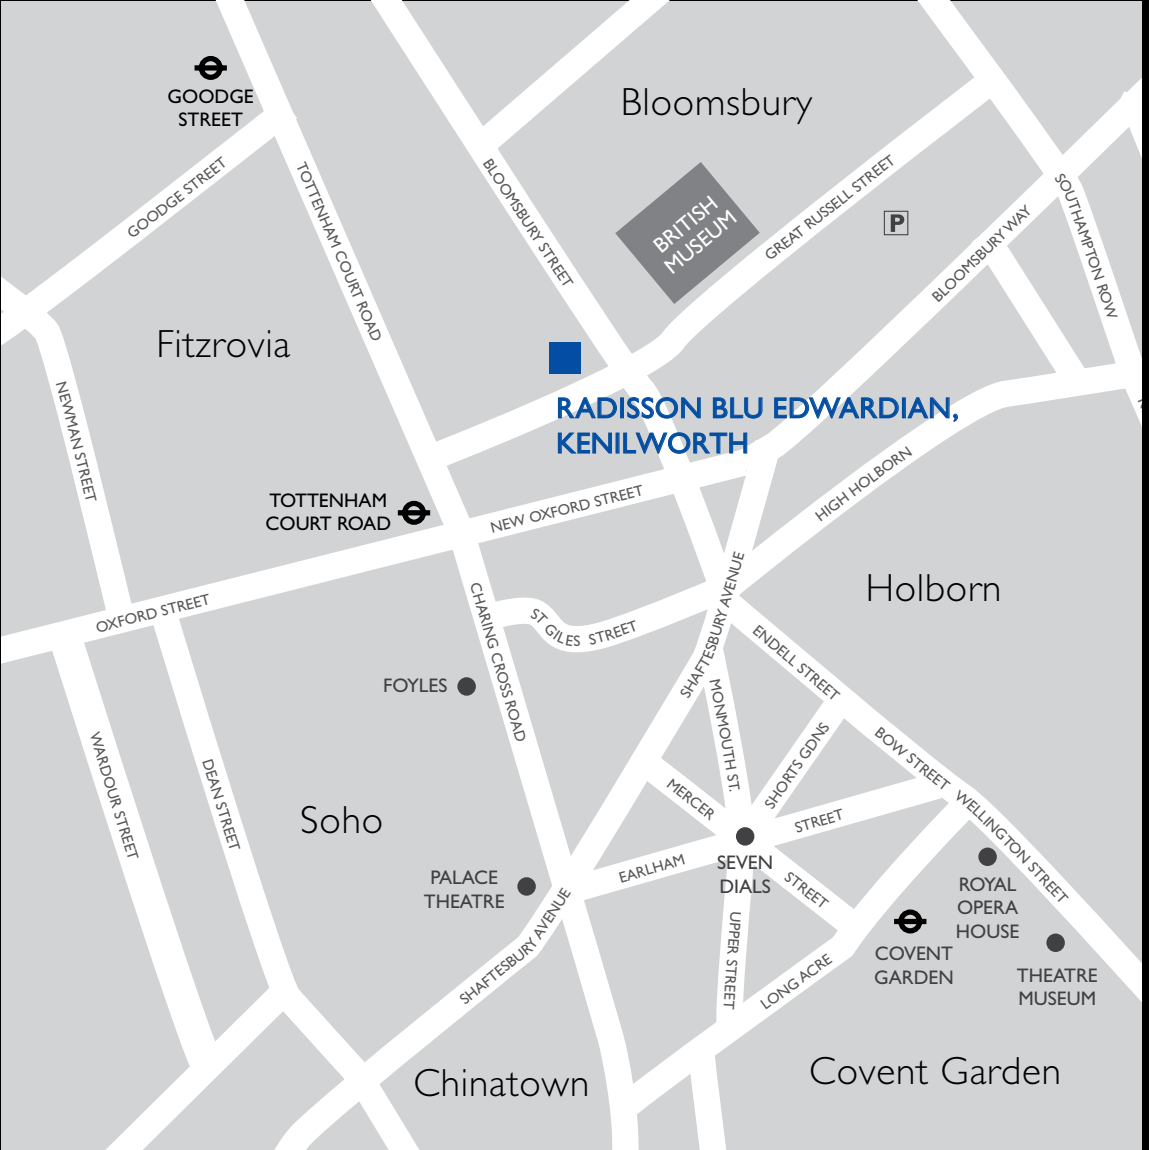 GOODGE
STREET
Bloomsbury
GOODGE STREET
TOTTENHAM COURT ROAD
BLOOMSBURY STREET
BRITISH
MUSEUM
GREAT RUSSELL STREET
P
BLOOMSBURY WAY
SOUTHAMPTON ROW
Fitzrovia
NEWMAN STREET
RADISSON BLU EDWARDIAN,
KENILWORTH
TOTTENHAM
COURT ROAD
NEW OXFORD STREET
HIGH HOLBORN
Holborn
OXFORD STREET
CHARING CROSS ROAD
ST GILES STREET
SHAFTESBURY AVENUE
ENDELL STREET
FOYLES
MONMOUTH ST.
SHORTS GDNS
BOW STREET
WARDOUR STREET
DEAN STREET
Soho
MERCER
STREET
WELLINGTON STREET
EARLHAM
SEVEN
DIALS
STREET
PALACE
THEATRE
ROYAL
OPERA
HOUSE
SHAFTESBURY AVENUE
UPPER STREET
LONG ACRE
COVENT
GARDEN
THEATRE
MUSEUM
Chinatown
Covent Garden